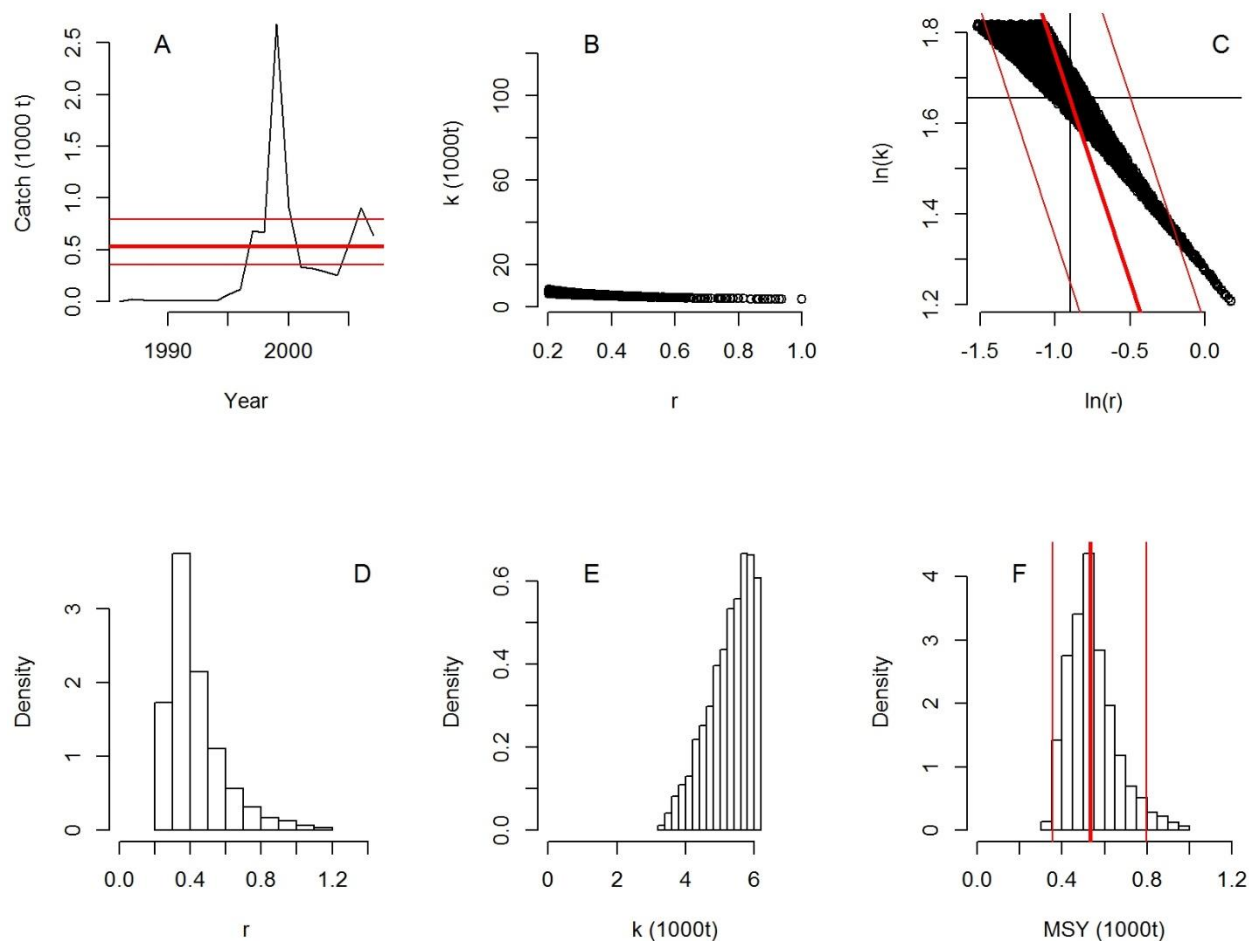 A
Catch (1000 t)
0.0 0.5 1.0 1.5 2.0 2.5
1990 2000
Year
B
k (1000t)
0 20 60 100
0.2 0.4 0.6 0.8 1.0
r
C
ln(k)
1.2 1.4 1.6 1.8
-1.5 -1.0 -0.5 0.0
ln(r)
D
Density
0 1 2 3
0.0 0.4 0.8 1.2
r
E
Density
0.0 0.2 0.4 0.6
0 2 4 6
k (1000t)
F
Density
0 1 2 3 4
0.0 0.4 0.8 1.2
MSY (1000t)